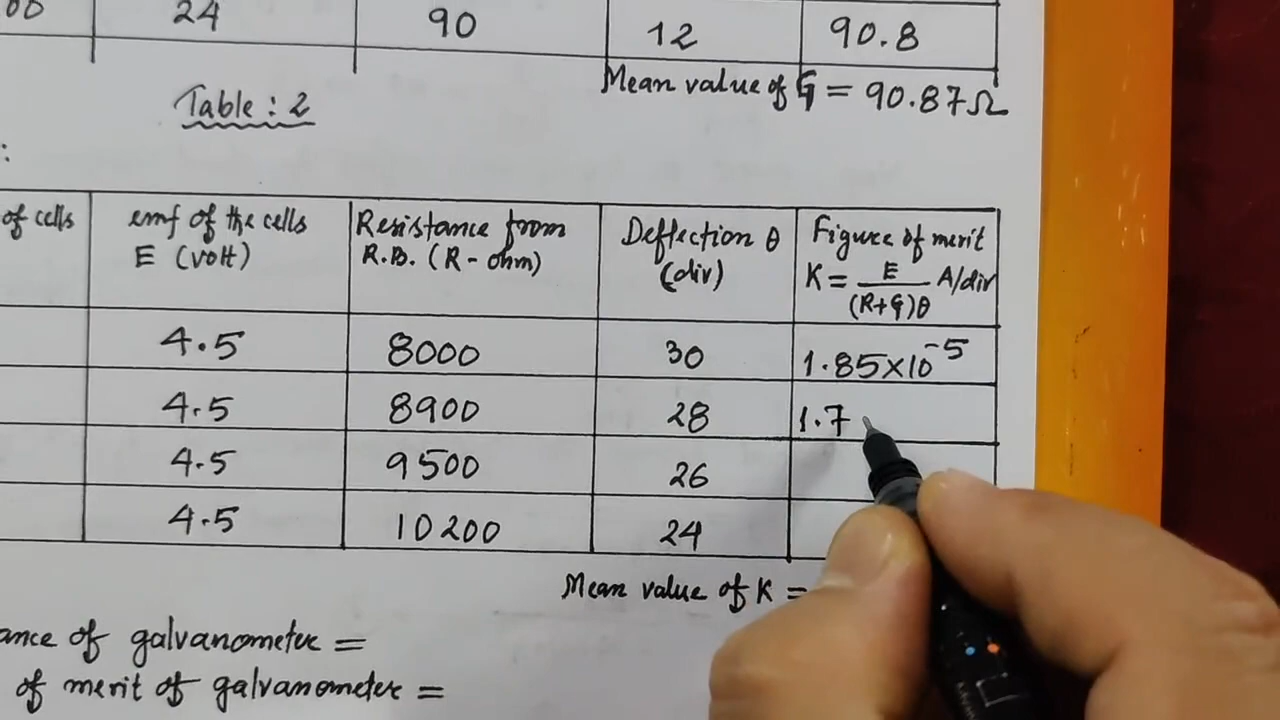 00 24 90 12 90.8
Mean value of G = 90.87Ω
Table : 2
:
of cells emf of the cells E (volt) Resistance from R.B. (R - ohm) Deflection θ (div) Figure of merit K = E/(R+G)θ A/div
4.5 8000 30 1.85×10⁻⁵
4.5 8900 28 1.7
4.5 9500 26
4.5 10200 24
Mean value of K =
ance of galvanometer =
of merit of galvanometer =